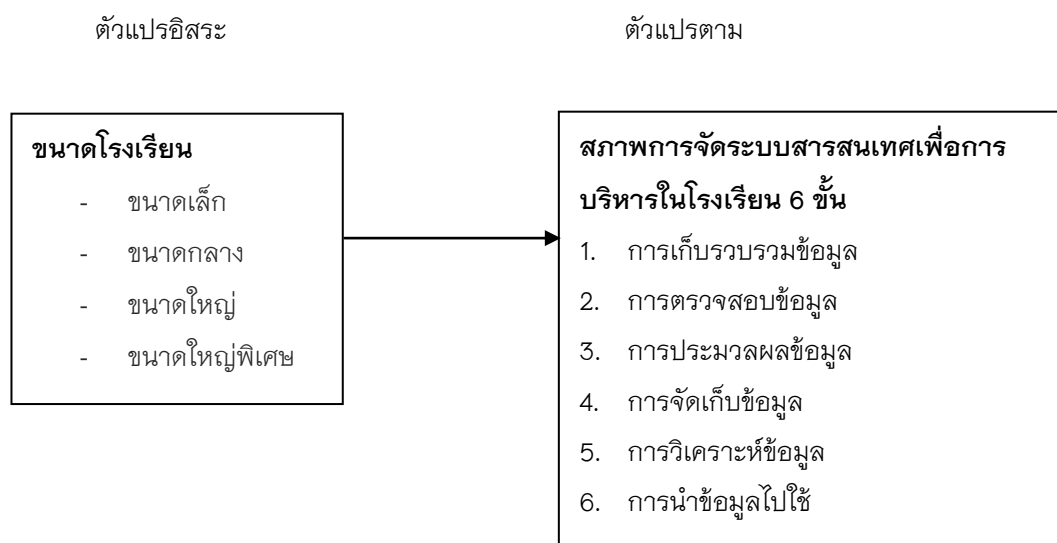 ตัวแปรอิสระ
ตัวแปรตาม
ขนาดโรงเรียน
- ขนาดเล็ก
- ขนาดกลาง
- ขนาดใหญ่
- ขนาดใหญ่พิเศษ
สภาพการจัดระบบสารสนเทศเพื่อการ
บริหารในโรงเรียน 6 ขั้น
1. การเก็บรวบรวมข้อมูล
2. การตรวจสอบข้อมูล
3. การประมวลผลข้อมูล
4. การจัดเก็บข้อมูล
5. การวิเคราะห์ข้อมูล
6. การนำข้อมูลไปใช้